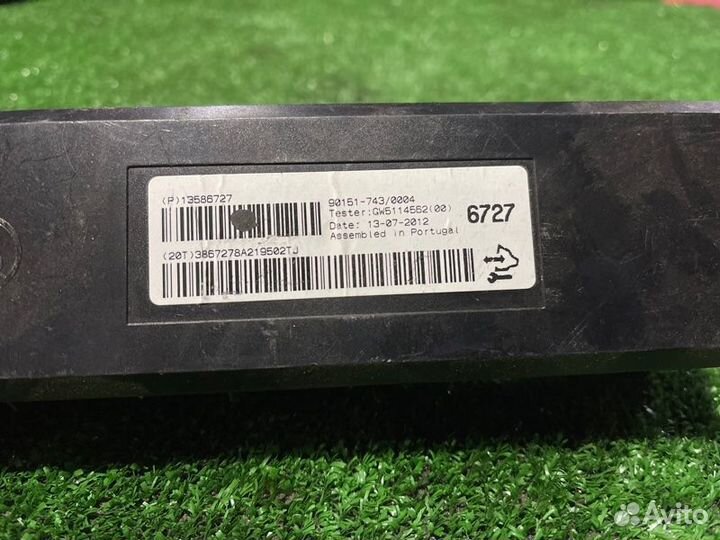 (P)13586727
90151-743/0004
Tester:QW5114552(00)
6727
Date: 13-07-2012
Assembled in Portugal
(20T)3867278A219502TJ
Avito